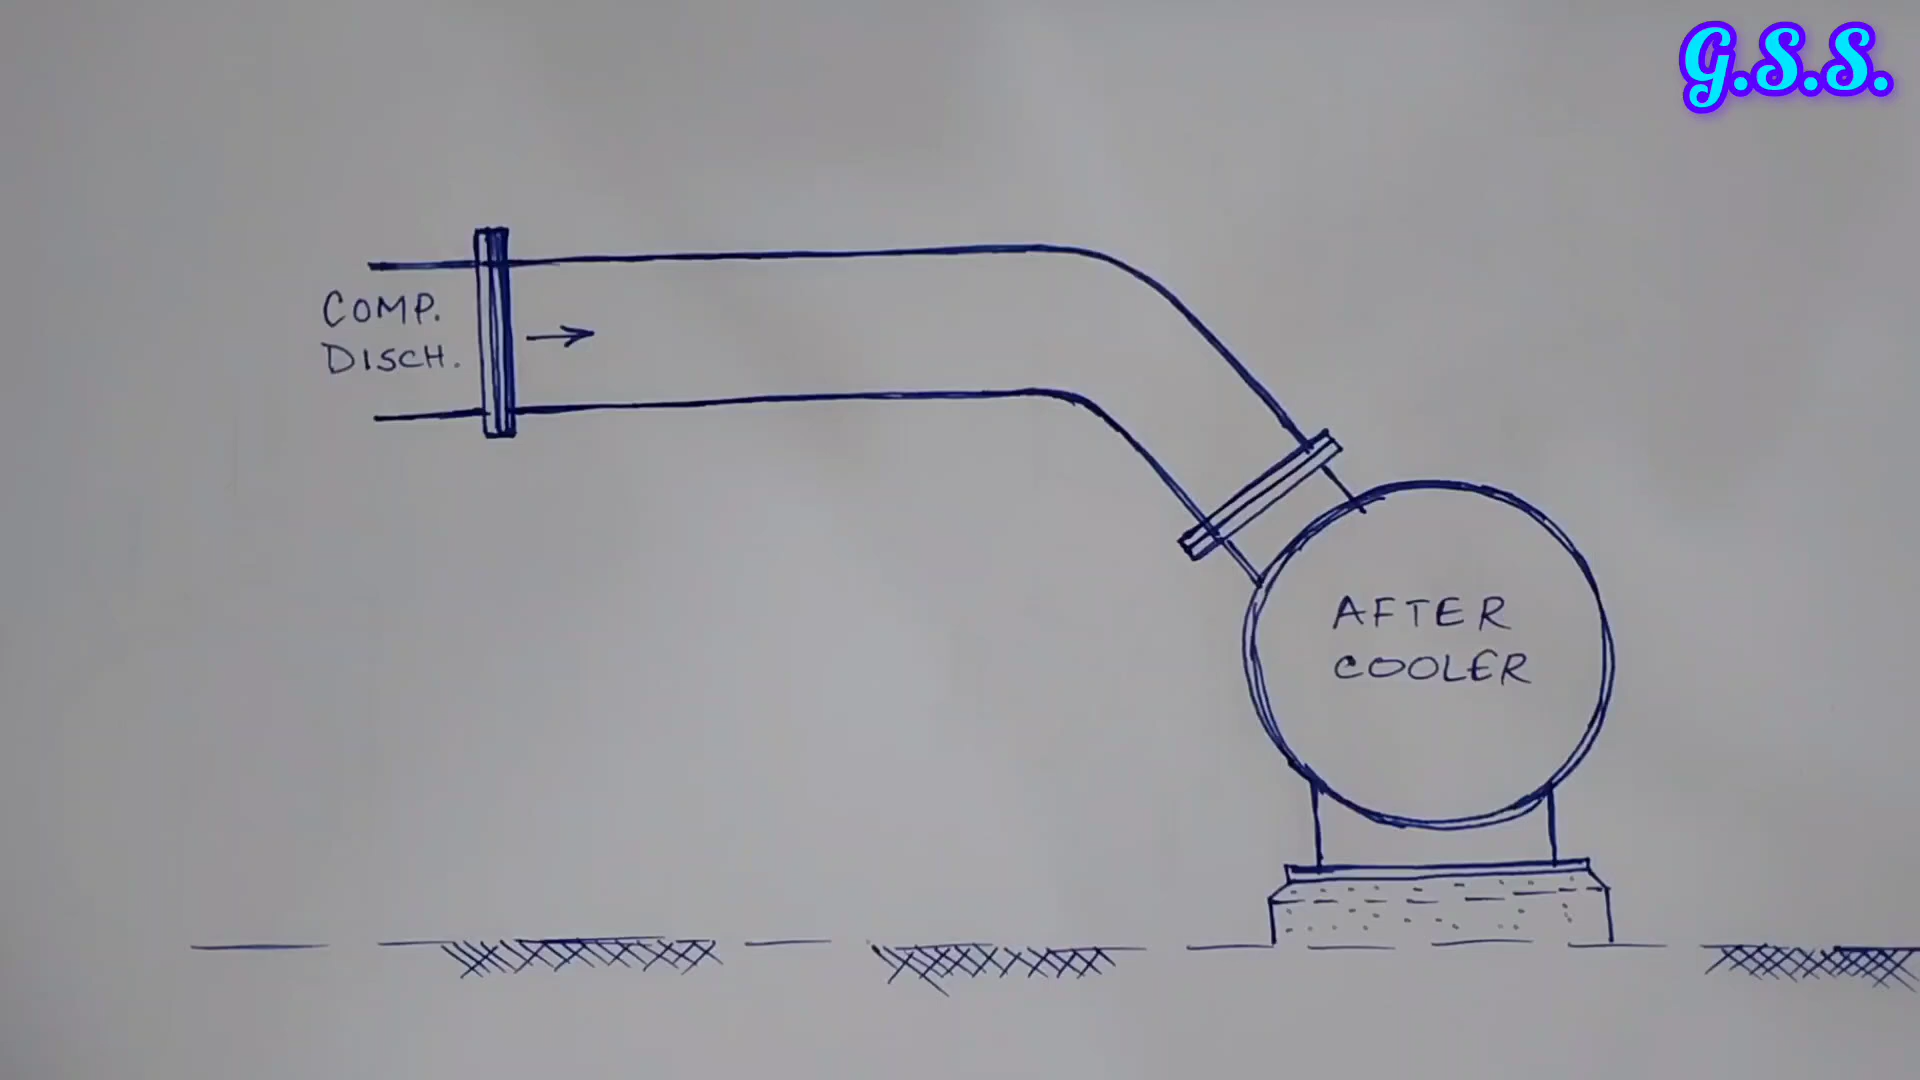 G.S.S.
COMP.
DISCH.
AFTER
COOLER